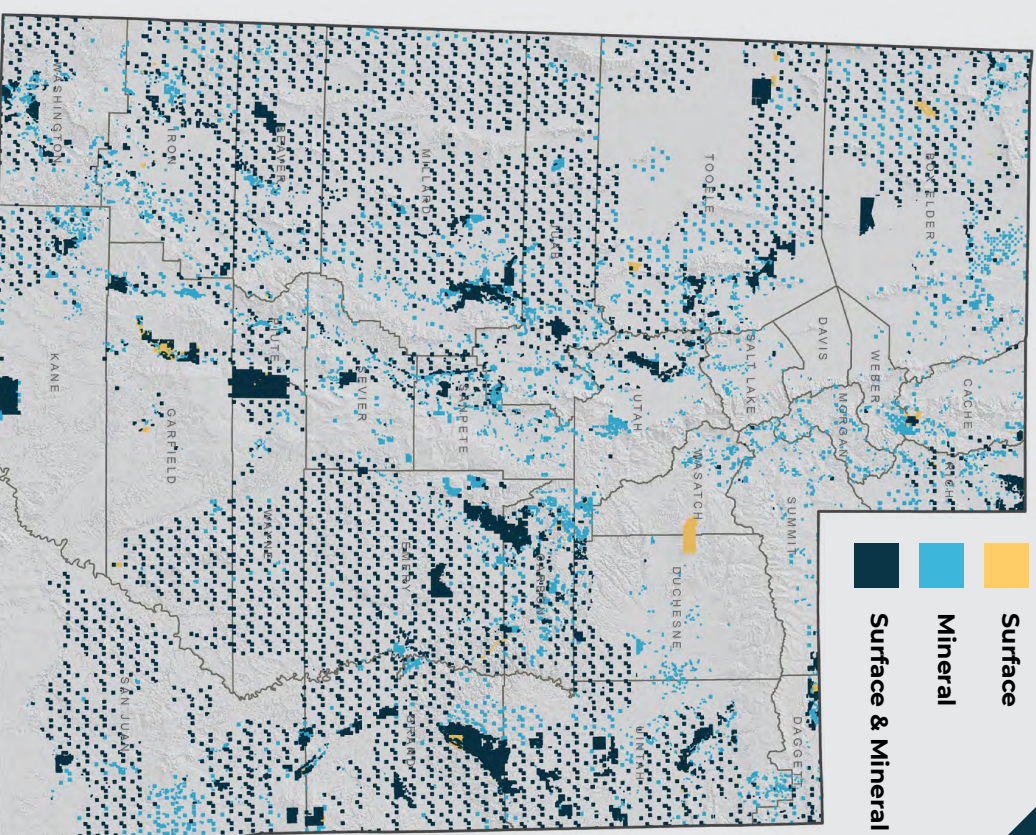 Surface
Mineral
Surface & Mineral
BOX ELDER
CACHE
RICH
WEBER
MORGAN
DAVIS
SALT LAKE
SUMMIT
DAGGETT
TOOELE
UTAH
WASATCH
DUCHESNE
UINTAH
JUAB
SANPETE
CARBON
MILLARD
SEVIER
EMERY
GRAND
BEAVER
PIUTE
WAYNE
IRON
GARFIELD
WASHINGTON
KANE
SAN JUAN